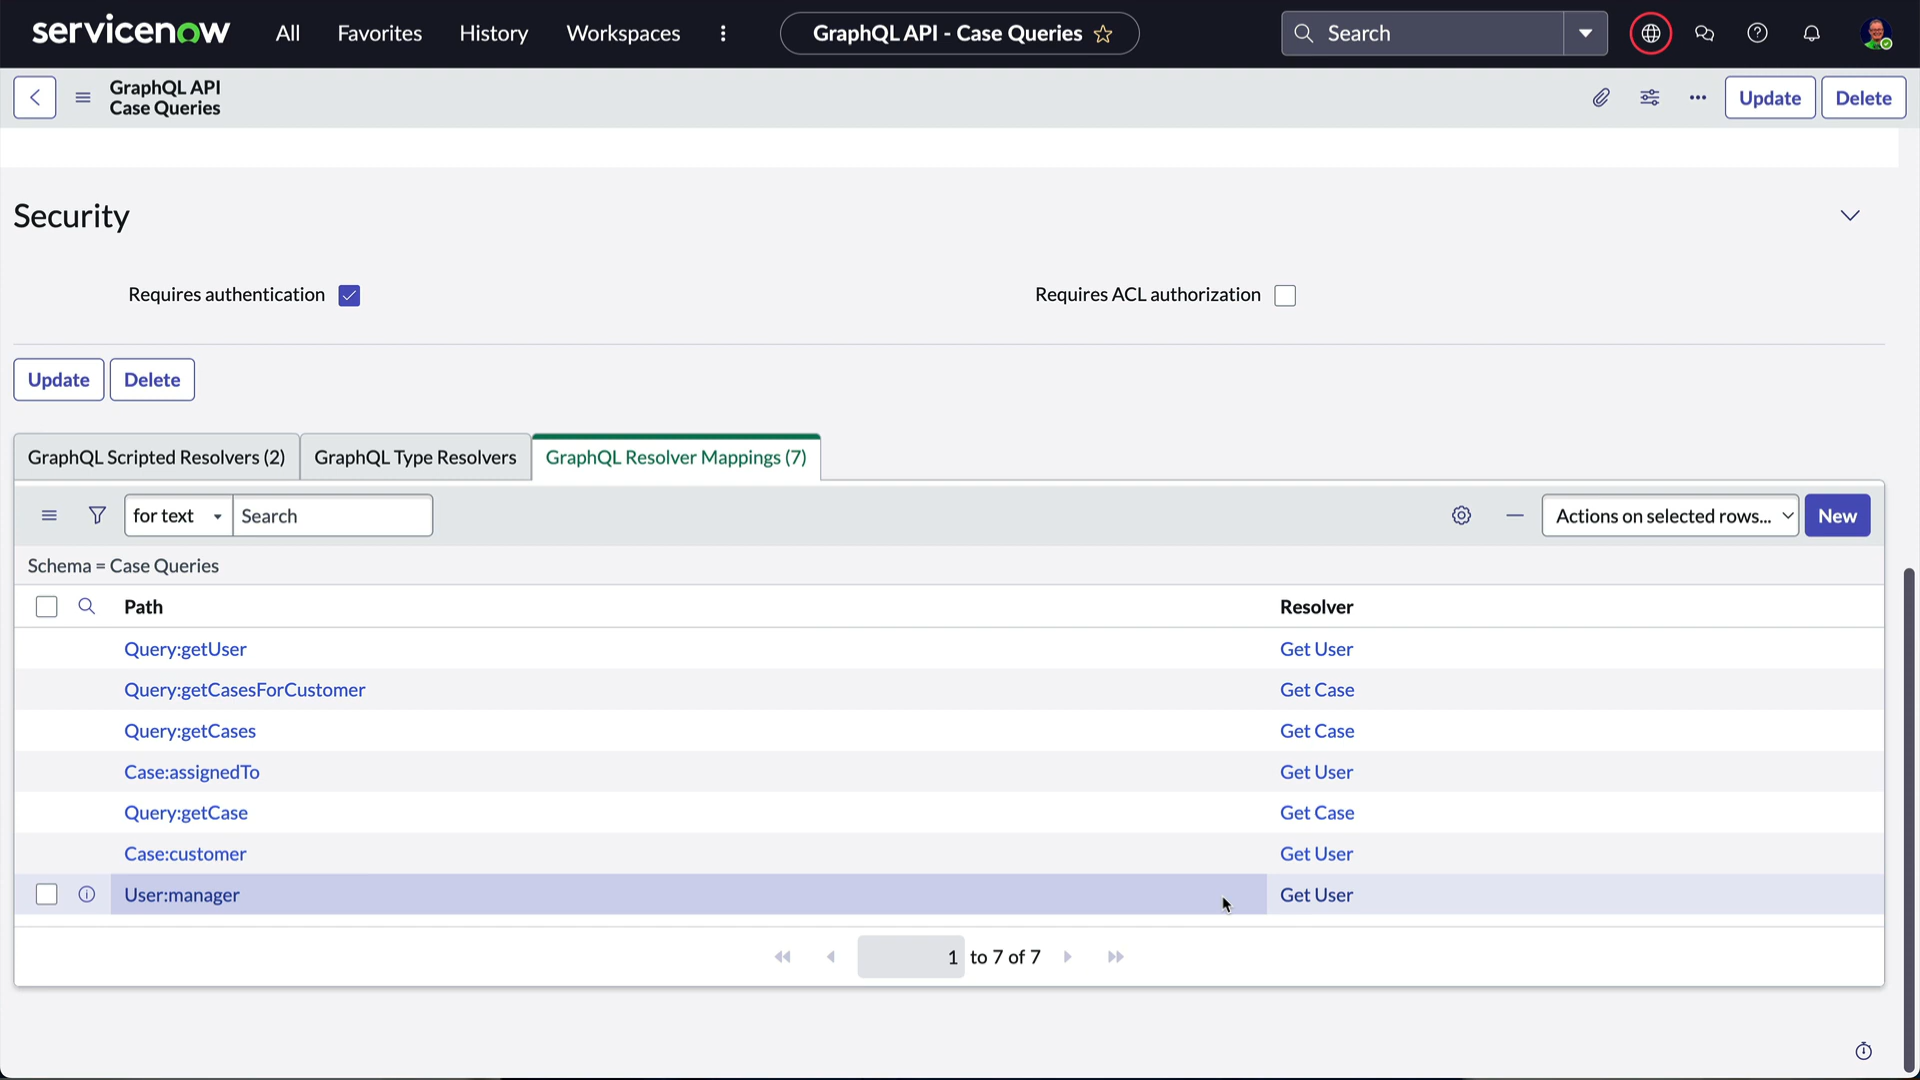 servicenow All Favorites History Workspaces GraphQL API - Case Queries Search
GraphQL API
Case Queries
Update Delete
Security
Requires authentication Requires ACL authorization
Update Delete
GraphQL Scripted Resolvers (2) GraphQL Type Resolvers GraphQL Resolver Mappings (7)
for text Search Actions on selected rows... New
Schema = Case Queries
Path Resolver
Query:getUser Get User
Query:getCasesForCustomer Get Case
Query:getCases Get Case
Case:assignedTo Get User
Query:getCase Get Case
Case:customer Get User
User:manager Get User
1 to 7 of 7